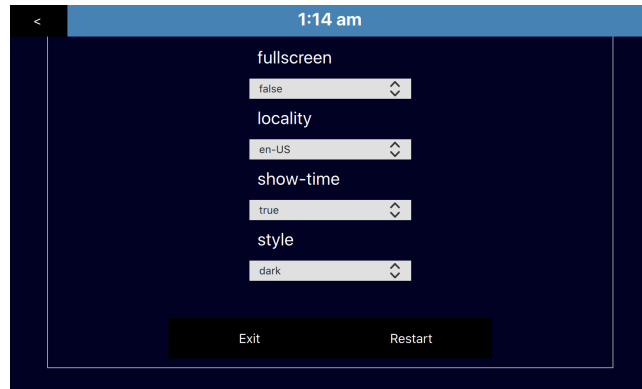 <
1:14 am
fullscreen
false
locality
en-US
show-time
true
style
dark
Exit
Restart